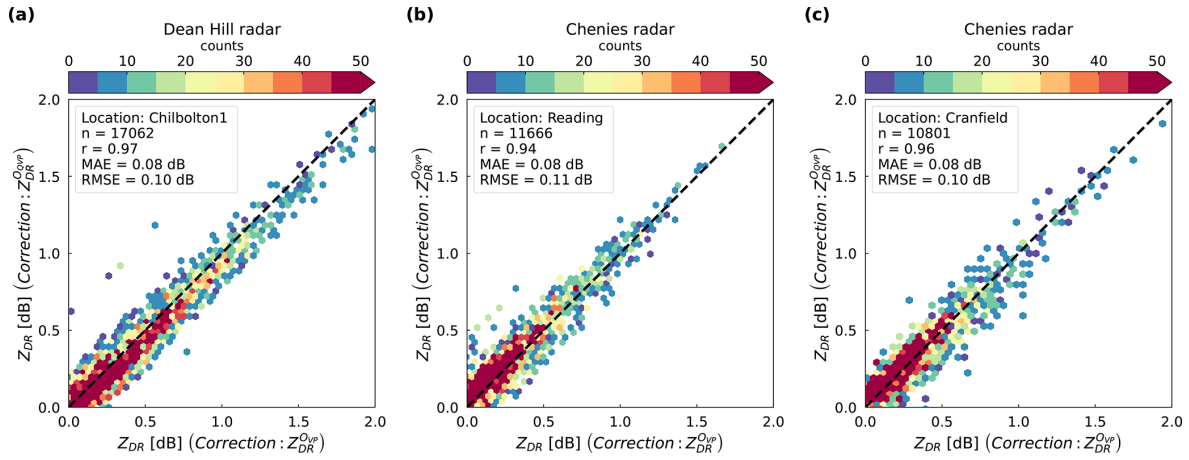 (a)
Dean Hill radar
counts
0 10 20 30 40 50
Location: Chilbolton1
n = 17062
r = 0.97
MAE = 0.08 dB
RMSE = 0.10 dB
2.0
1.5
1.0
0.5
0.0
Z_DR [dB] (Correction : Z_DR^O_QVP)
0.0 0.5 1.0 1.5 2.0
Z_DR [dB] (Correction : Z_DR^O_VP)
(b)
Chenies radar
counts
0 10 20 30 40 50
Location: Reading
n = 11666
r = 0.94
MAE = 0.08 dB
RMSE = 0.11 dB
2.0
1.5
1.0
0.5
0.0
Z_DR [dB] (Correction : Z_DR^O_QVP)
0.0 0.5 1.0 1.5 2.0
Z_DR [dB] (Correction : Z_DR^O_VP)
(c)
Chenies radar
counts
0 10 20 30 40 50
Location: Cranfield
n = 10801
r = 0.96
MAE = 0.08 dB
RMSE = 0.10 dB
2.0
1.5
1.0
0.5
0.0
Z_DR [dB] (Correction : Z_DR^O_QVP)
0.0 0.5 1.0 1.5 2.0
Z_DR [dB] (Correction : Z_DR^O_VP)